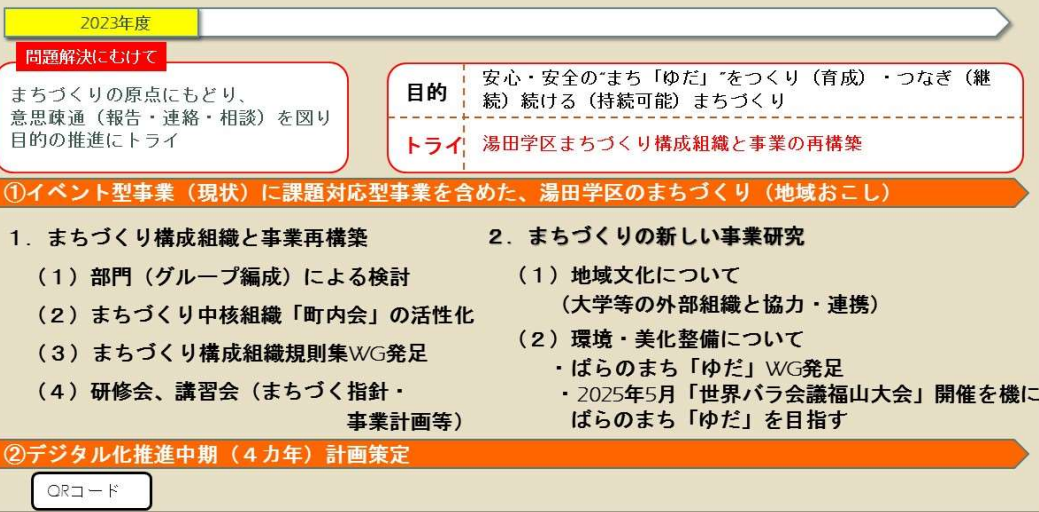 2023年度
問題解決にむけて
まちづくりの原点にもどり、
意思疎通（報告・連絡・相談）を図り
目的の推進にトライ
目的
安心・安全の“まち「ゆだ」”をつくり（育成）・つなぎ（継
続）続ける（持続可能）まちづくり
トライ
湯田学区まちづくり構成組織と事業の再構築
①イベント型事業（現状）に課題対応型事業を含めた、湯田学区のまちづくり（地域おこし）
1．まちづくり構成組織と事業再構築
（1）部門（グループ編成）による検討
（2）まちづくり中核組織「町内会」の活性化
（3）まちづくり構成組織規則集WG発足
（4）研修会、講習会（まちづく指針・
事業計画等）
2．まちづくりの新しい事業研究
（1）地域文化について
（大学等の外部組織と協力・連携）
（2）環境・美化整備について
・ばらのまち「ゆだ」WG発足
・2025年5月「世界バラ会議福山大会」開催を機に
ばらのまち「ゆだ」を目指す
②デジタル化推進中期（４カ年）計画策定
QRコード